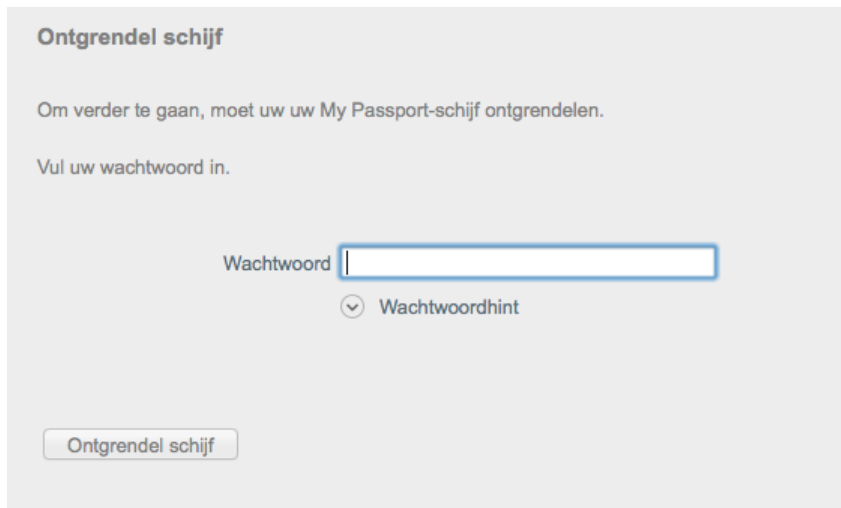 Ontgrendel schijf
Om verder te gaan, moet uw uw My Passport-schijf ontgrendelen.
Vul uw wachtwoord in.
Wachtwoord
Wachtwoordhint
Ontgrendel schijf